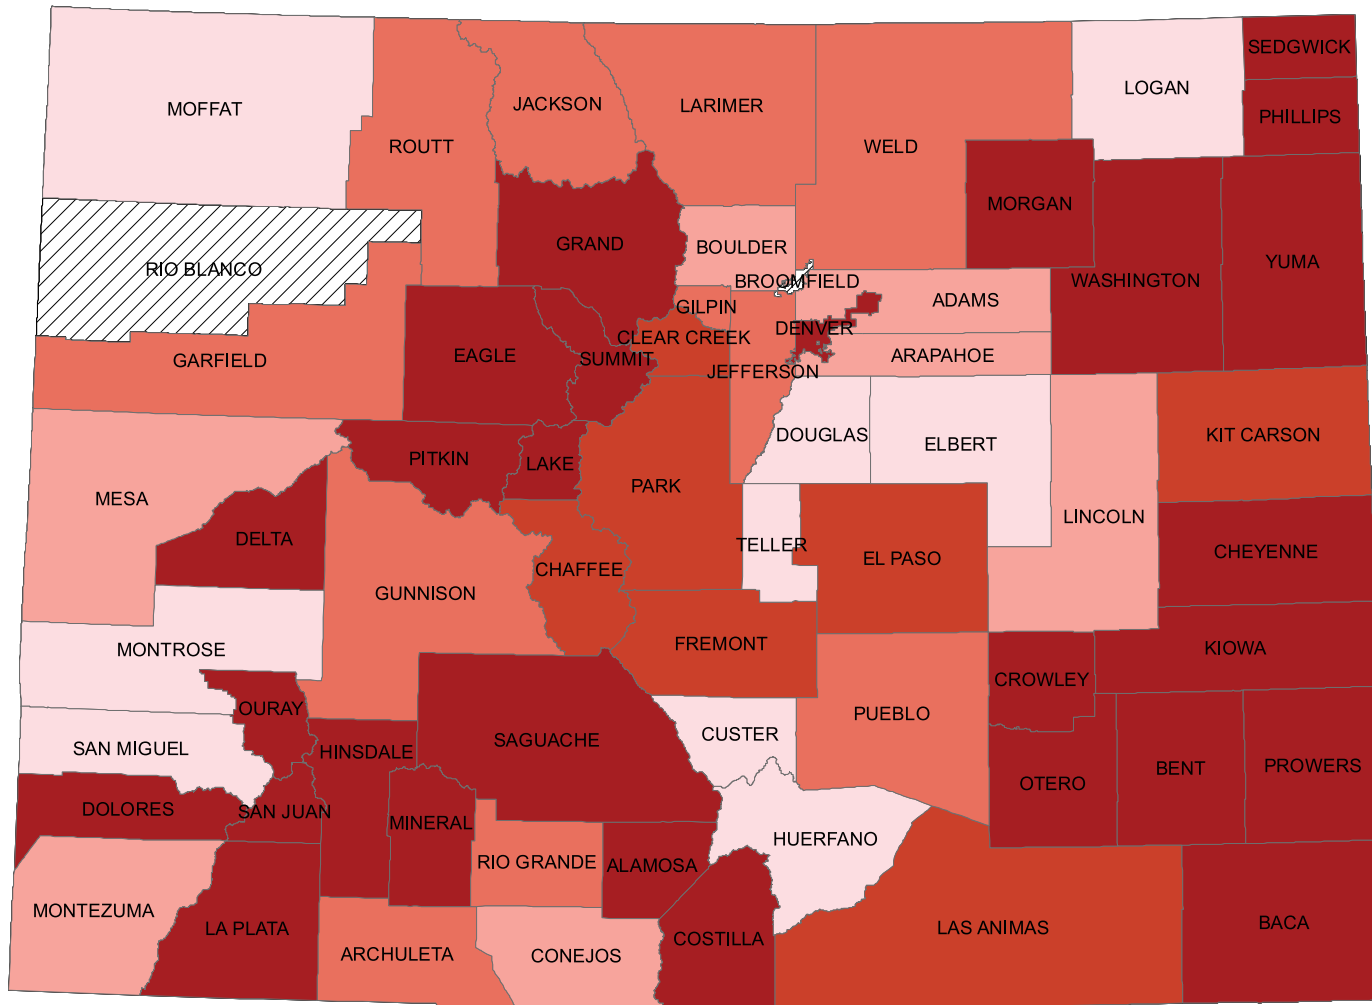 SEDGWICK
LOGAN
MOFFAT
JACKSON
LARIMER
PHILLIPS
ROUTT
WELD
MORGAN
GRAND
BOULDER
YUMA
RIO BLANCO
BROOMFIELD
WASHINGTON
ADAMS
GILPIN
DENVER
CLEAR CREEK
EAGLE
SUMMIT
ARAPAHOE
GARFIELD
JEFFERSON
DOUGLAS
ELBERT
KIT CARSON
PITKIN
LAKE
PARK
MESA
LINCOLN
DELTA
TELLER
EL PASO
CHEYENNE
CHAFFEE
GUNNISON
FREMONT
MONTROSE
KIOWA
CROWLEY
OURAY
PUEBLO
CUSTER
SAGUACHE
SAN MIGUEL
HINSDALE
PROWERS
BENT
OTERO
DOLORES
SAN JUAN
MINERAL
HUERFANO
RIO GRANDE
ALAMOSA
MONTEZUMA
BACA
LA PLATA
LAS ANIMAS
COSTILLA
ARCHULETA
CONEJOS